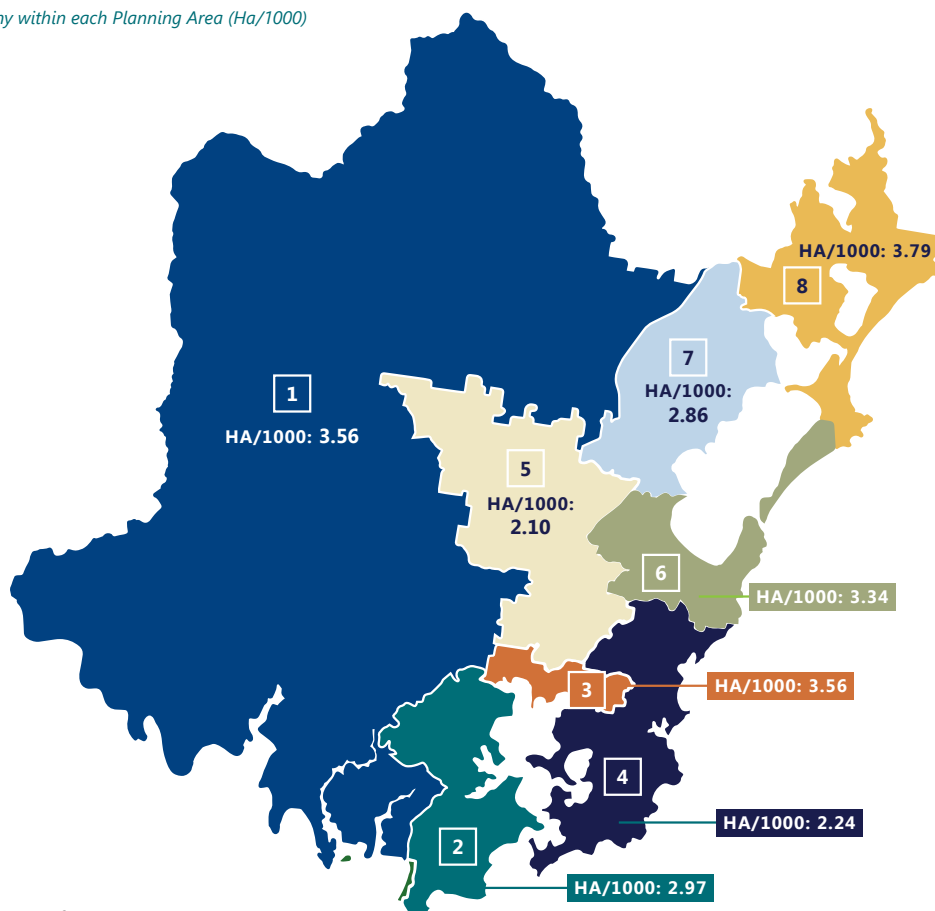 within each Planning Area (Ha/1000)
HA/1000: 3.79
8
7
HA/1000:
2.86
1
HA/1000: 3.56
5
HA/1000:
2.10
6
HA/1000: 3.34
3
HA/1000: 3.56
4
HA/1000: 2.24
2
HA/1000: 2.97